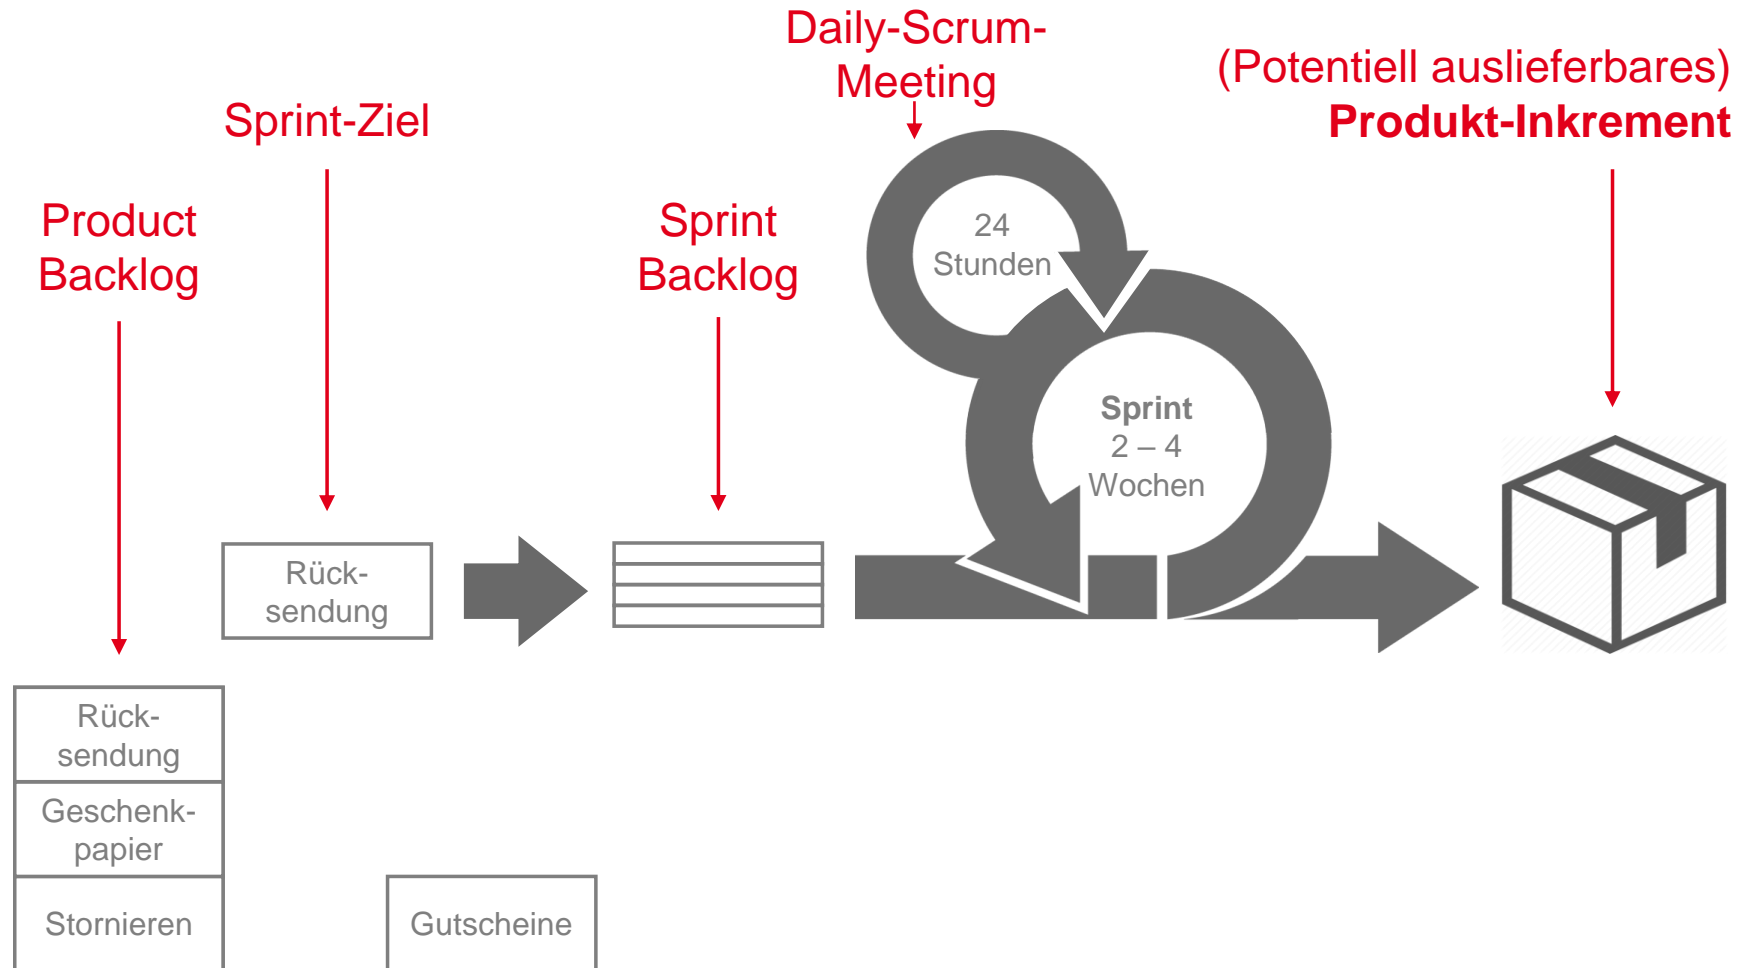 Daily-Scrum-
Meeting
(Potentiell auslieferbares)
Produkt-Inkrement
Sprint-Ziel
Product
Backlog
Sprint
Backlog
24
Stunden
Sprint
2 – 4
Wochen
Rück-
sendung
Rück-
sendung
Geschenk-
papier
Stornieren
Gutscheine